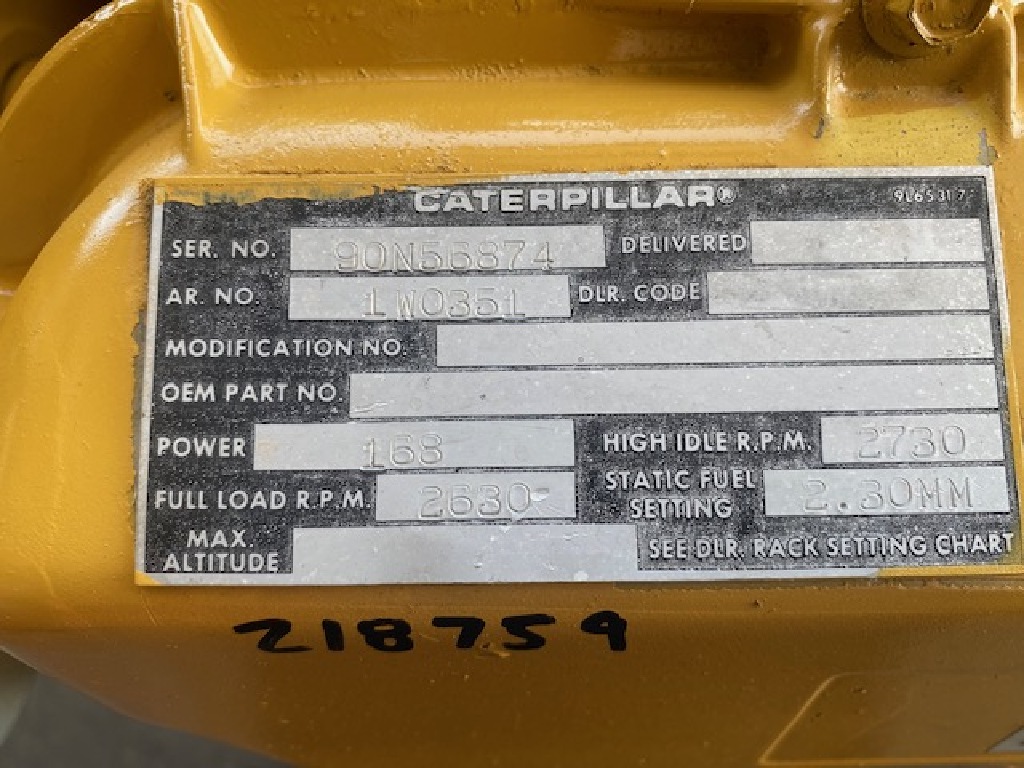 CATERPILLAR® 9L6531 7
SER. NO. 90N56874 DELIVERED
AR. NO. 1W0351 DLR. CODE
MODIFICATION NO.
OEM PART NO.
POWER 168 HIGH IDLE R.P.M. 2730
FULL LOAD R.P.M. 2630 STATIC FUEL SETTING 2.30MM
MAX. ALTITUDE SEE DLR. RACK SETTING CHART
218759